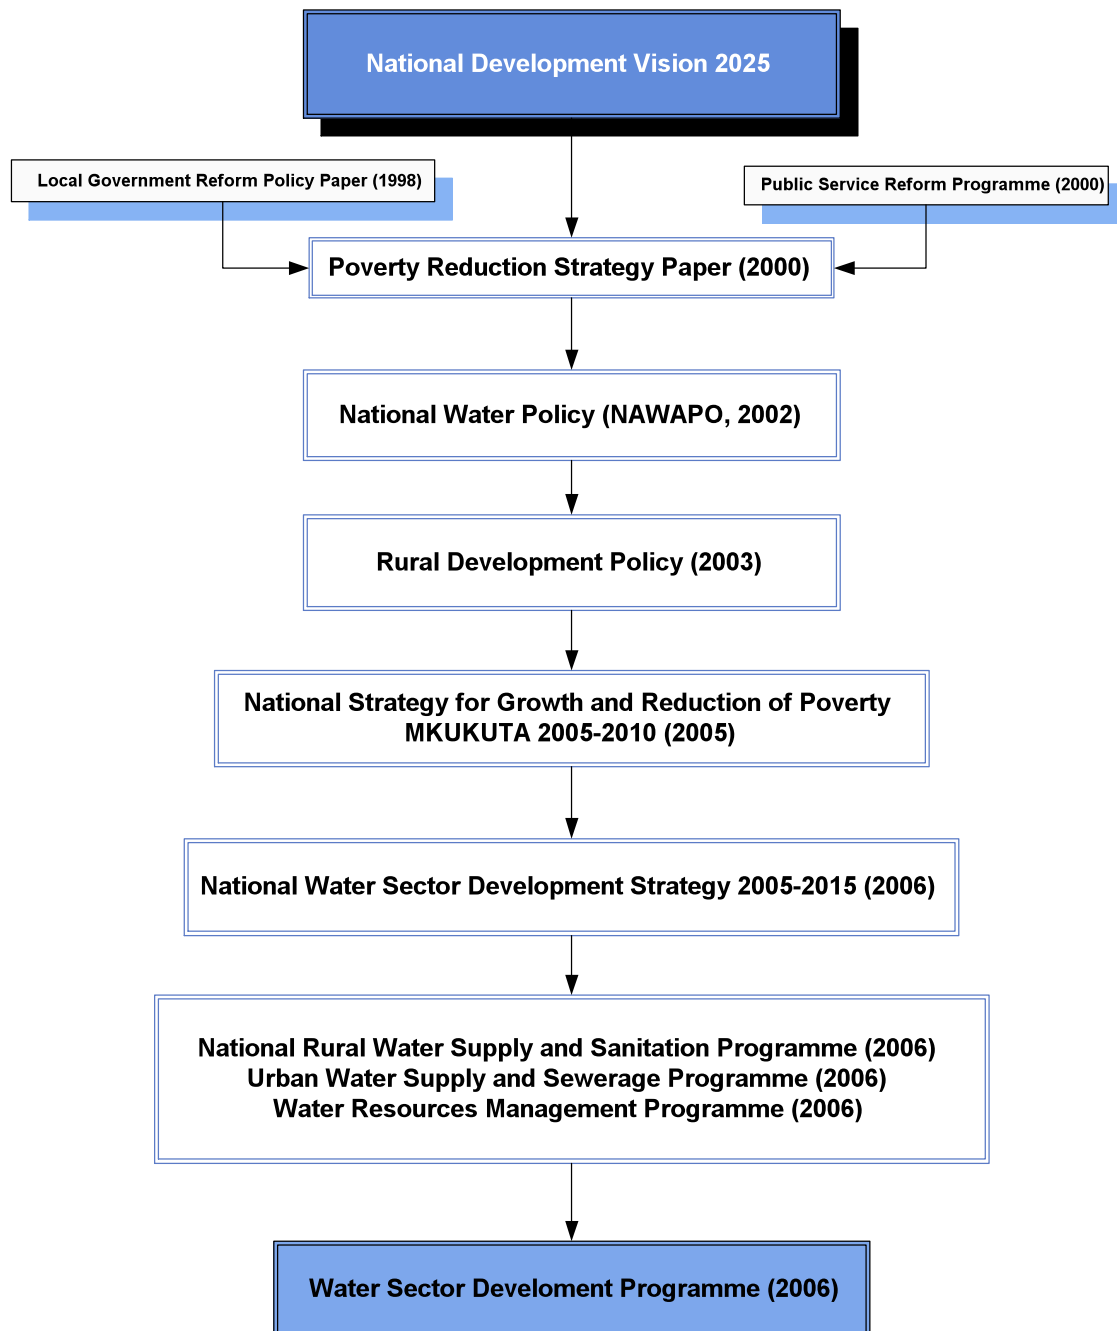 National Development Vision 2025
Local Government Reform Policy Paper (1998)
Public Service Reform Programme (2000)
Poverty Reduction Strategy Paper (2000)
National Water Policy (NAWAPO, 2002)
Rural Development Policy (2003)
National Strategy for Growth and Reduction of Poverty
MKUKUTA 2005-2010 (2005)
National Water Sector Development Strategy 2005-2015 (2006)
National Rural Water Supply and Sanitation Programme (2006)
Urban Water Supply and Sewerage Programme (2006)
Water Resources Management Programme (2006)
Water Sector Develoment Programme (2006)